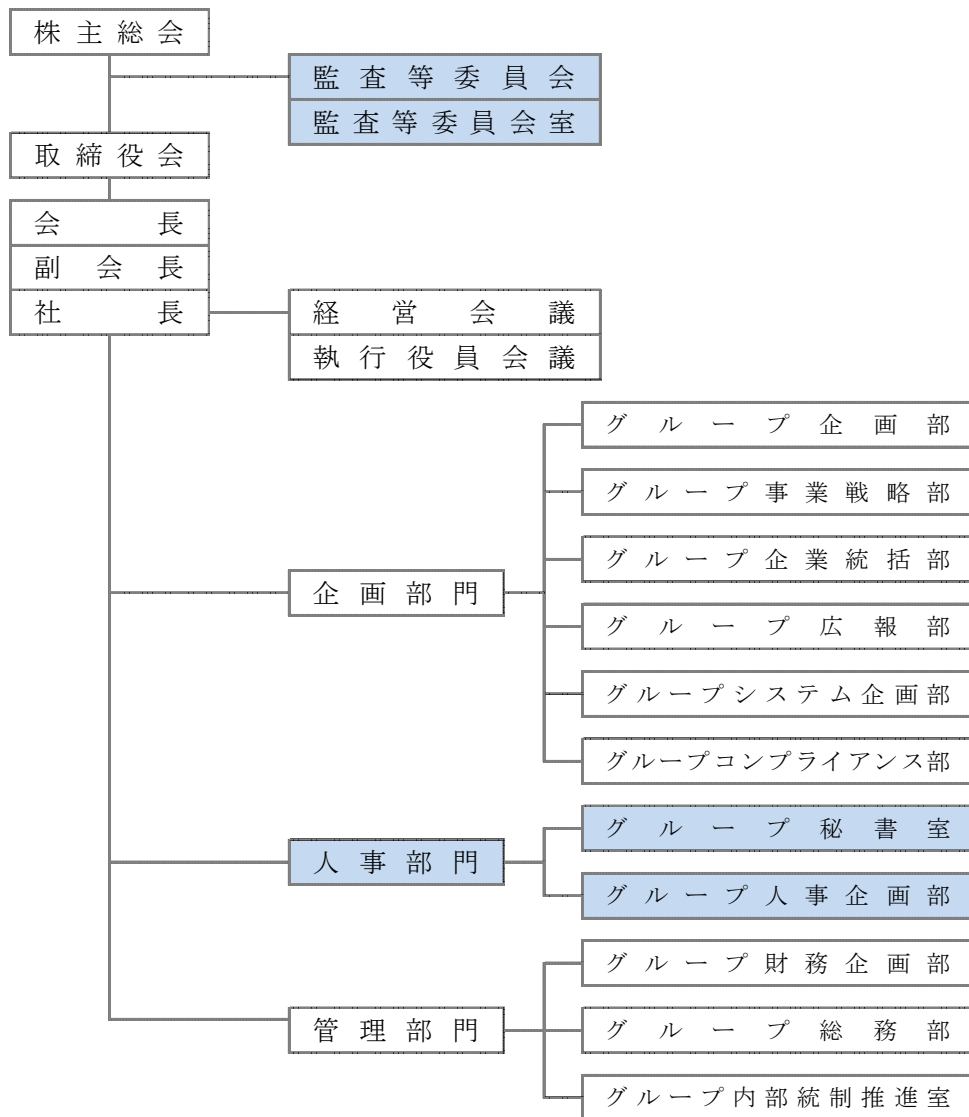 株主総会
監査等委員会
監査等委員会室
取締役会
会長
副会長
社長
経営会議
執行役員会議
グループ企画部
グループ事業戦略部
グループ企業統括部
企画部門
グループ広報部
グループシステム企画部
グループコンプライアンス部
グループ秘書室
人事部門
グループ人事企画部
グループ財務企画部
管理部門
グループ総務部
グループ内部統制推進室